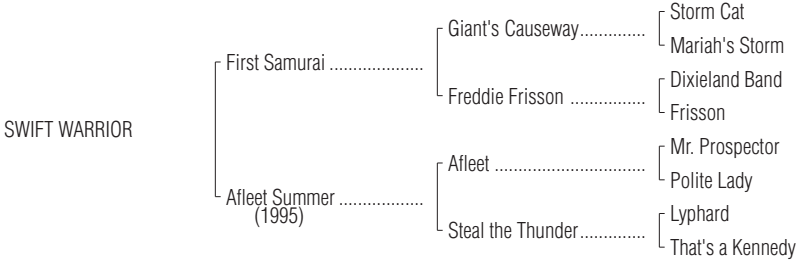 Storm Cat
Giant's Causeway..............
Mariah's Storm
First Samurai ....................
Dixieland Band
Freddie Frisson ................
Frisson
SWIFT WARRIOR
Mr. Prospector
Afleet ................................
Polite Lady
Afleet Summer ..................
(1995)
Lyphard
Steal the Thunder..............
That's a Kennedy